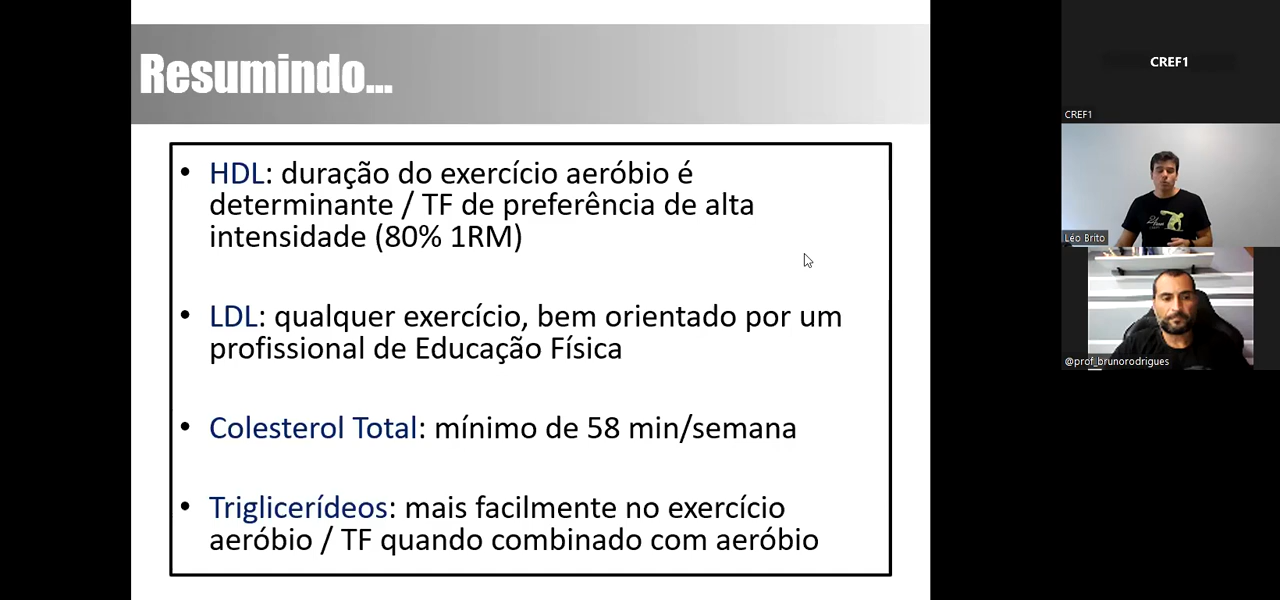 Resumindo...
• HDL: duração do exercício aeróbio é
determinante / TF de preferência de alta
intensidade (80% 1RM)
• LDL: qualquer exercício, bem orientado por um
profissional de Educação Física
• Colesterol Total: mínimo de 58 min/semana
• Triglicerídeos: mais facilmente no exercício
aeróbio / TF quando combinado com aeróbio
CREF1
CREF1
Léo Brito
@prof_brunorodrigues